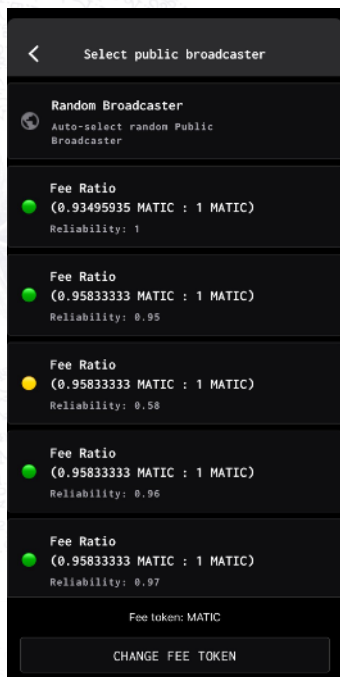 Select public broadcaster
Random Broadcaster
Auto-select random Public
Broadcaster
Fee Ratio
(0.93495935 MATIC : 1 MATIC)
Reliability: 1
Fee Ratio
(0.95833333 MATIC : 1 MATIC)
Reliability: 0.95
Fee Ratio
(0.95833333 MATIC : 1 MATIC)
Reliability: 0.58
Fee Ratio
(0.95833333 MATIC : 1 MATIC)
Reliability: 0.96
Fee Ratio
(0.95833333 MATIC : 1 MATIC)
Reliability: 0.97
Fee token: MATIC
CHANGE FEE TOKEN